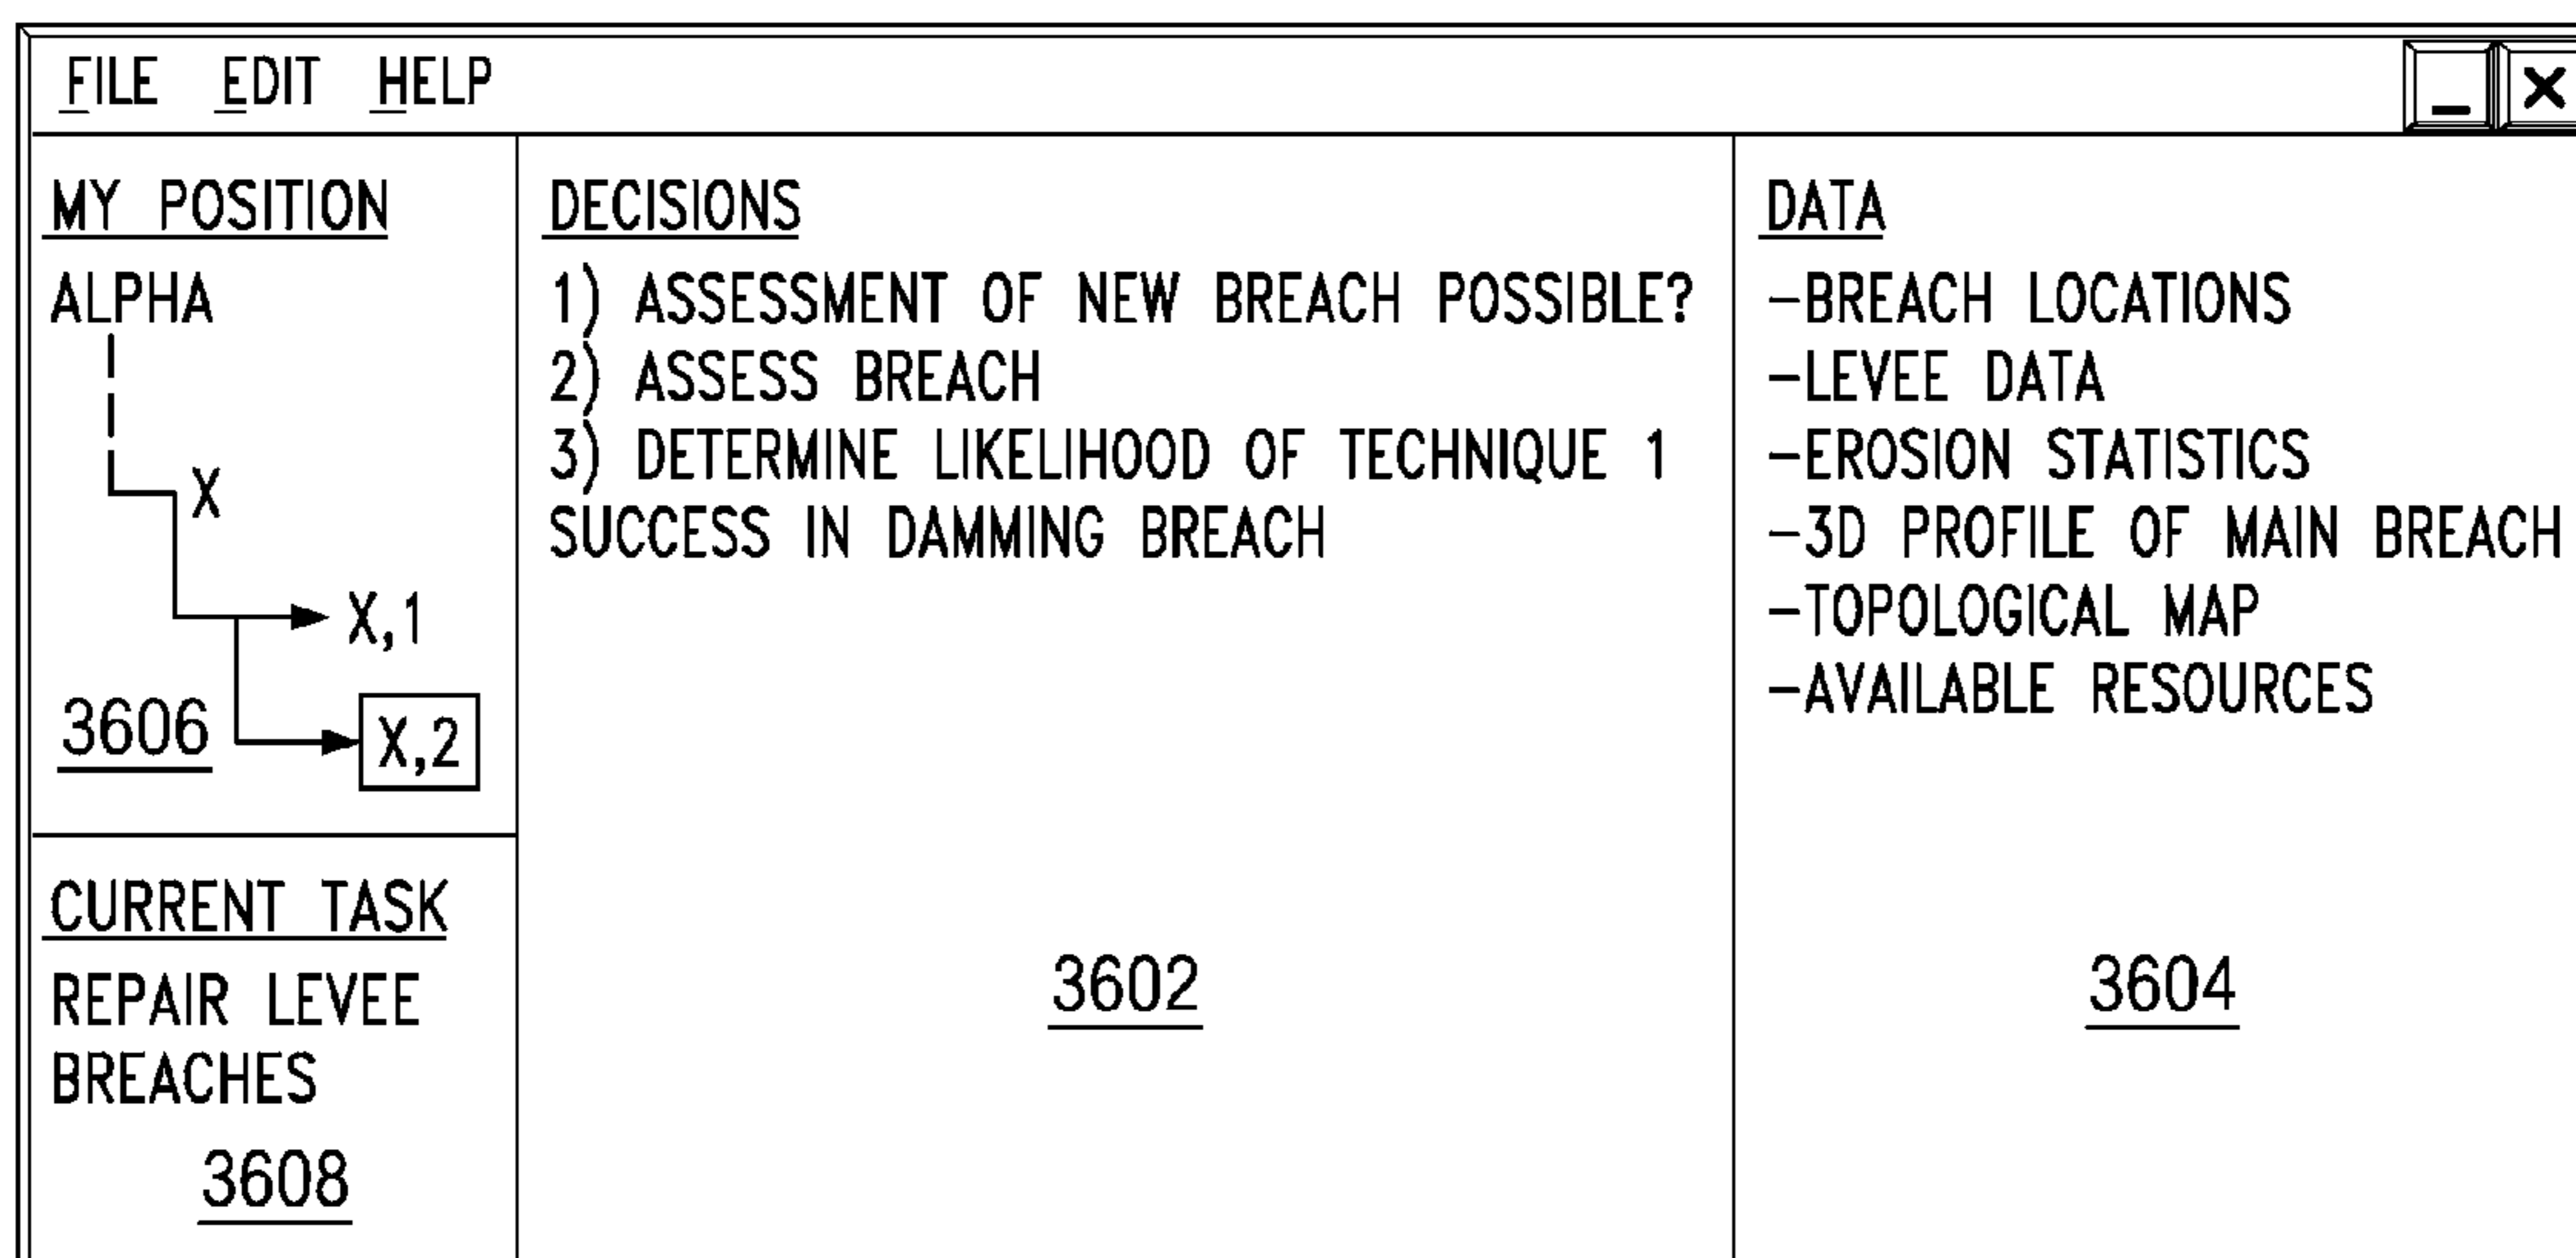 FILE EDIT HELP
MY POSITION
ALPHA
X
X,1
3606
X,2
CURRENT TASK
REPAIR LEVEE
BREACHES
3608
DECISIONS
1) ASSESSMENT OF NEW BREACH POSSIBLE?
2) ASSESS BREACH
3) DETERMINE LIKELIHOOD OF TECHNIQUE 1
SUCCESS IN DAMMING BREACH
3602
DATA
-BREACH LOCATIONS
-LEVEE DATA
-EROSION STATISTICS
-3D PROFILE OF MAIN BREACH
-TOPOLOGICAL MAP
-AVAILABLE RESOURCES
3604